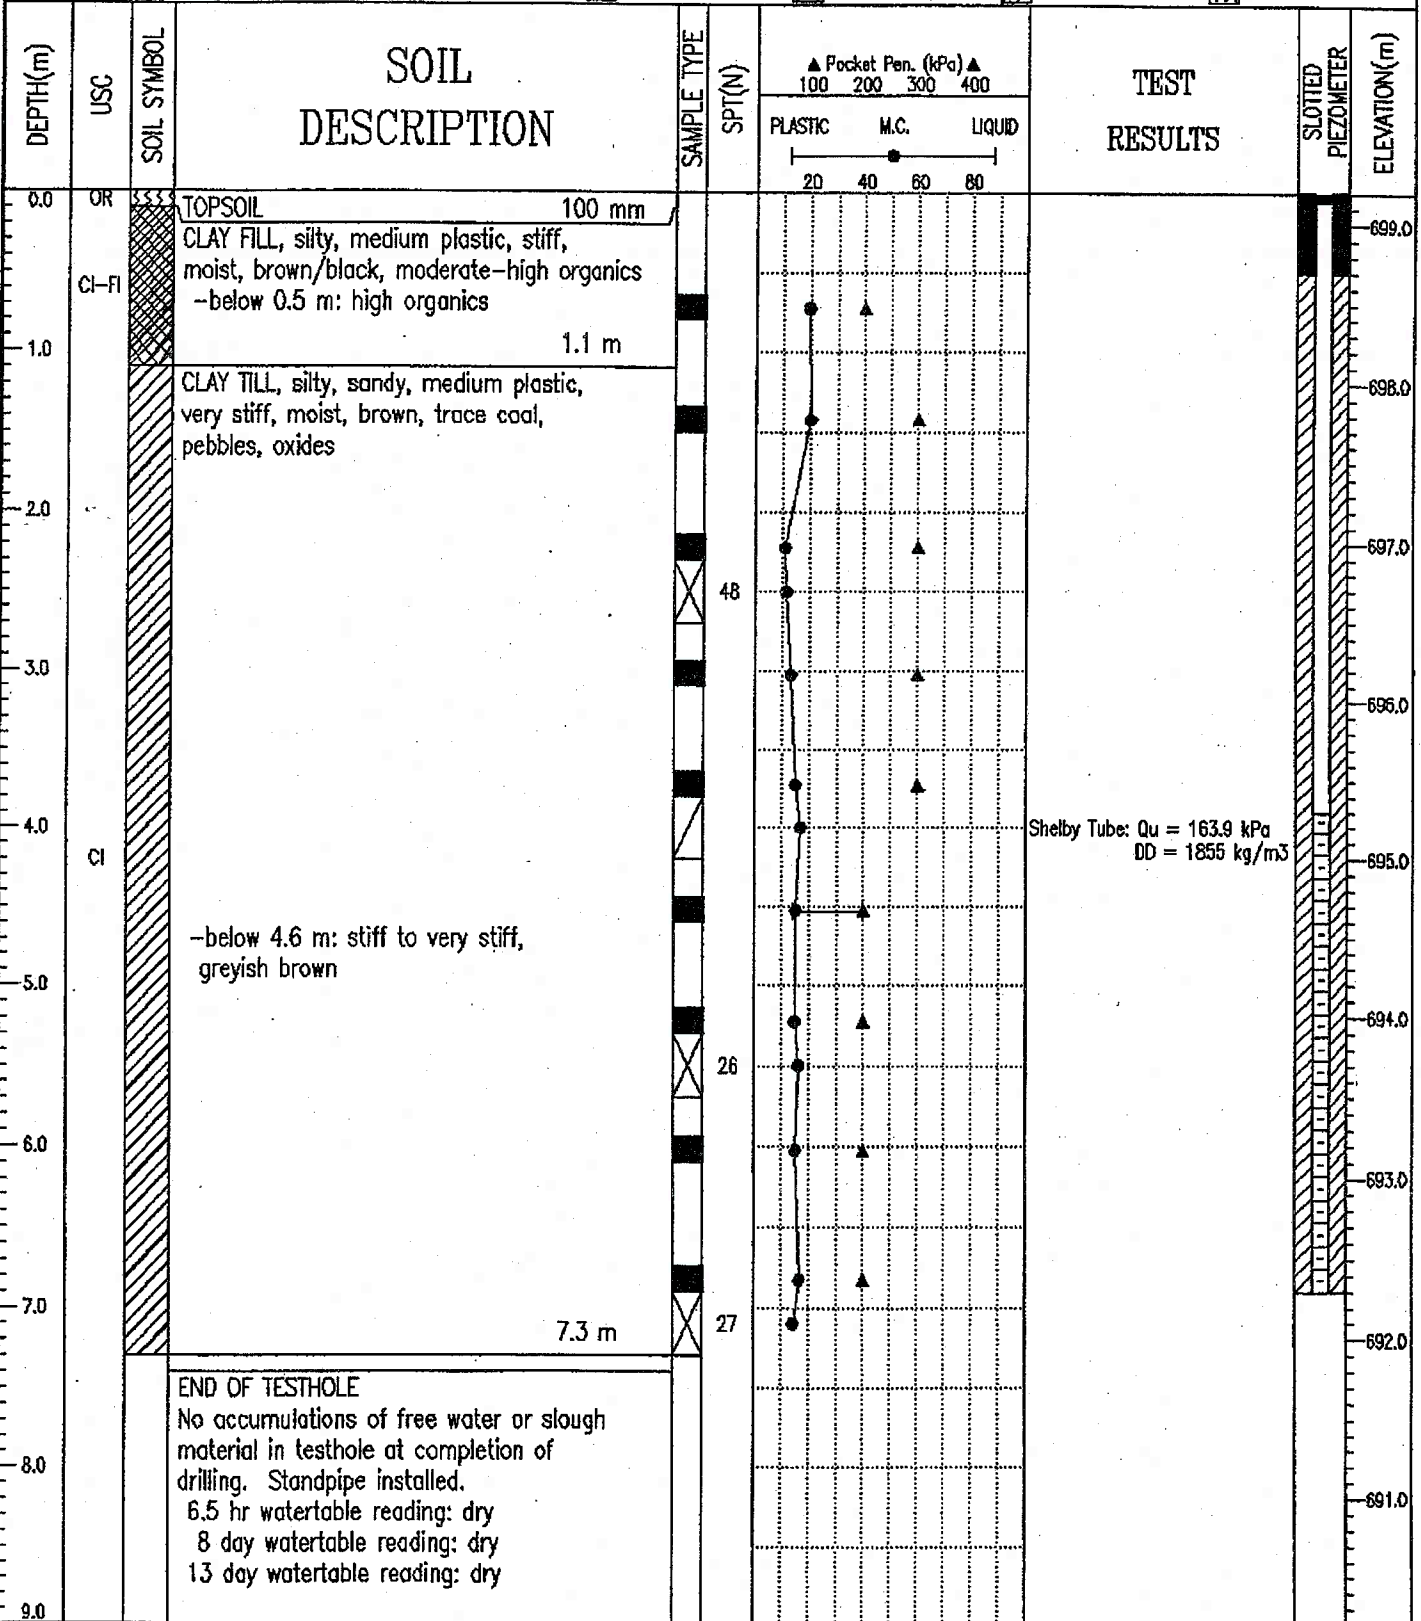 DEPTH(m)
USC
SOIL SYMBOL
SOIL
DESCRIPTION
SAMPLE TYPE
SPT(N)
▲ Pocket Pen. (kPa) ▲
100 200 300 400
PLASTIC M.C. LIQUID
20 40 60 80
TEST
RESULTS
SLOTTED
PIEZOMETER
ELEVATION(m)
0.0
OR
TOPSOIL 100 mm
CLAY FILL, silty, medium plastic, stiff,
moist, brown/black, moderate-high organics
-below 0.5 m: high organics
CI-FI
1.1 m
1.0
CLAY TILL, silty, sandy, medium plastic,
very stiff, moist, brown, trace coal,
pebbles, oxides
2.0
48
3.0
4.0
CI
Shelby Tube: Qu = 163.9 kPa
DD = 1855 kg/m3
-below 4.6 m: stiff to very stiff,
greyish brown
5.0
26
6.0
7.0
27
7.3 m
END OF TESTHOLE
No accumulations of free water or slough
material in testhole at completion of
drilling. Standpipe installed.
6.5 hr watertable reading: dry
8 day watertable reading: dry
13 day watertable reading: dry
8.0
9.0
699.0
698.0
697.0
696.0
695.0
694.0
693.0
692.0
691.0